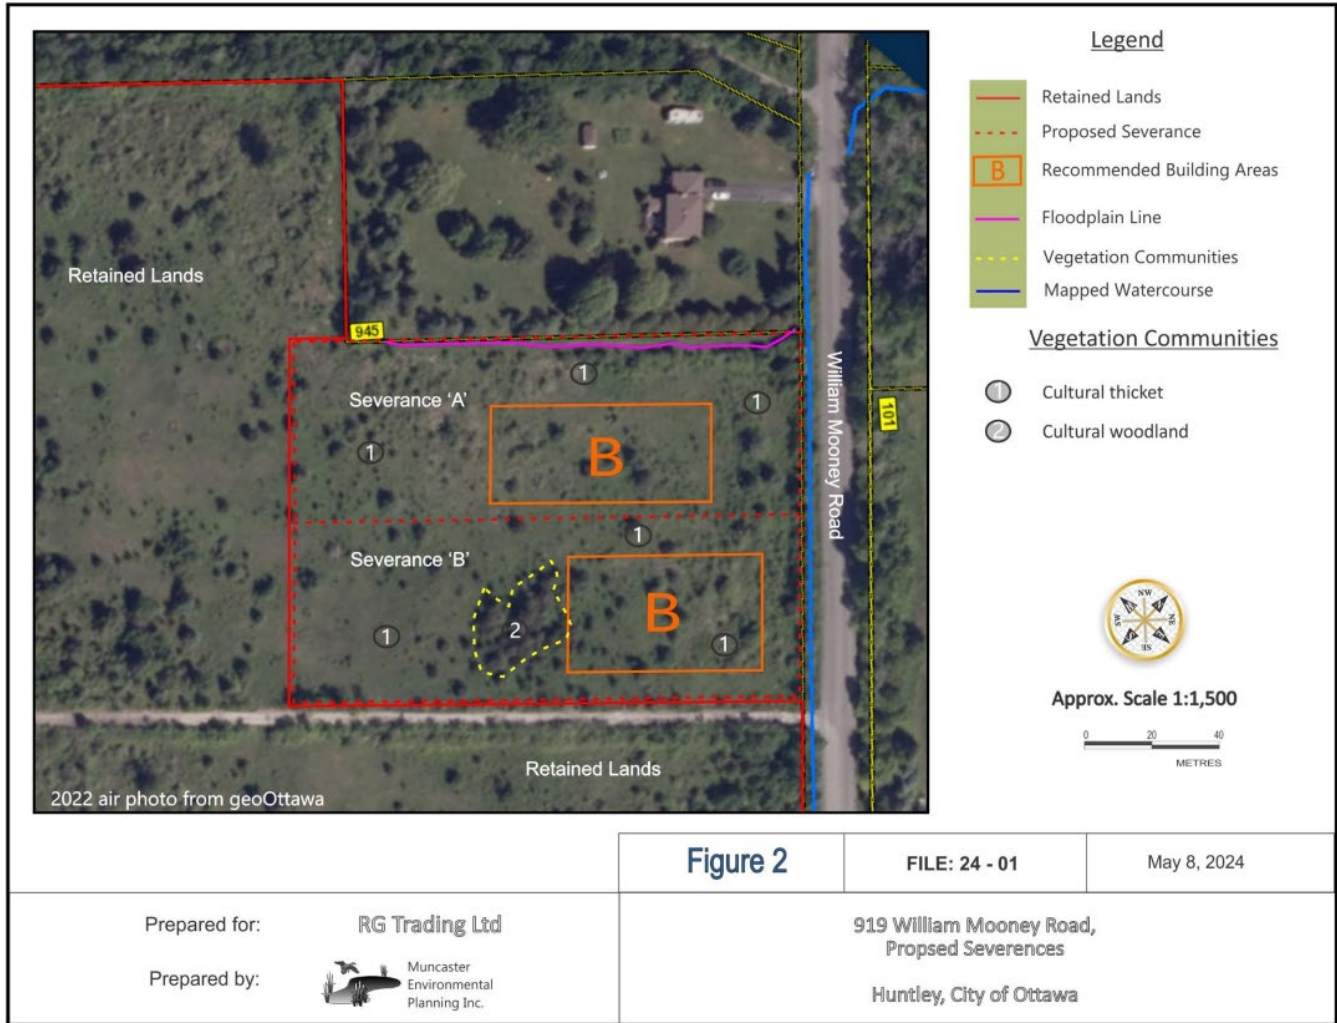 Legend
Retained Lands
Proposed Severance
B
Recommended Building Areas
Floodplain Line
Vegetation Communities
Mapped Watercourse
Vegetation Communities
1
Cultural thicket
2
Cultural woodland
NW
NE
SE
SW
Approx. Scale 1:1,500
0 20 40
METRES
Retained Lands
945
1
Severance 'A'
1
101
1
B
William Mooney Road
1
Severance 'B'
B
2
1
1
Retained Lands
2022 air photo from geoOttawa
Figure 2
FILE: 24 - 01
May 8, 2024
Prepared for:
RG Trading Ltd
Prepared by:
Muncaster
Environmental
Planning Inc.
919 William Mooney Road,
Propsed Severences
Huntley, City of Ottawa